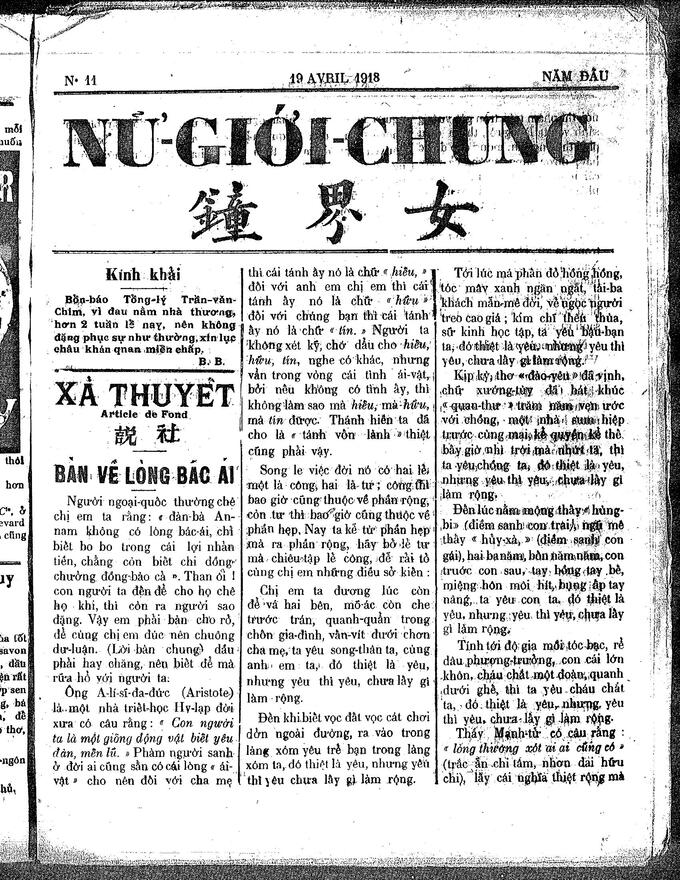 Nº 11
19 AVRIL 1918
NĂM ĐẦU
NỮ-GIỚI-CHUNG
鐘 界 女
Kính khải
Bổn-báo Tổng-lý Trần-văn-
Chim, vì đau nằm nhà thương,
hơn 2 tuần lễ nay, nên không
đặng phục sự như thường, xin lục
châu khán quan miễn chấp.
B. B.
XÃ THUYẾT
Article de Fond
説 社
BÀN VỀ LÒNG BÁC ÁI
Người ngoại-quốc thường chê
chị em ta rằng: « đàn-bà An-
nam không có lòng bác-ái, chỉ
biết bo bo trong cái lợi nhãn
tiền, chẳng còn biết chi dồng-
chưởng đồng-bào cả ». Than ôi !
con người ta đến để cho họ chê
họ khi, thì còn ra người sao
dặng. Vậy em phải bàn cho rỏ,
để cùng chị em đúc nên chuông
dư-luận. (Lời bàn chung) dầu
phải hay chăng, nên biết để mà
rữa hổ với người ta:
Ông A-lí-sĩ-đa-đức (Aristote)
là một nhà triết-học Hy-lạp đời
xưa có câu rằng : « Con người
ta là một giống động vật biết yêu
đàn, mến lũ. » Phàm người sanh
ở đời ai cũng sẳn có cái lòng « ái-
vật » cho nên đối với cha mẹ
thì cái tánh ấy nó là chữ « hiếu, »
đối với anh em chị em thì cái
tánh ấy nó là chữ « hữu »
đối với chúng bạn thì cái tánh
ấy nó là chữ « tín. » Người ta
không xét kỹ, chớ dầu cho hiếu,
hữu, tín, nghe có khác, nhưng
vẩn trong vòng cái tình ái-vật,
bởi nếu không có tình ấy, thì
không làm sao mà hiếu, mà hữu,
mà tín được. Thánh hiền ta đã
cho là « tánh vốn lành » thiệt
cũng phải vậy.
Song le việc đời nó có hai lẽ,
một là công, hai là tư ; công thì
bao giờ cũng thuộc về phần rộng,
còn tư thì bao giờ cũng thuộc về
phần hẹp, Nay ta kể từ phần hẹp
mà ra phần rộng, hãy bỏ lẽ tư
mà chiều tập lẽ công, để rải tỏ
cùng chị em những điều sở kiến :
Chị em ta đương lúc còn
để vá hai bên, mồ-ác còn che
trước trán, quanh-quẩn trong
chốn gia-đình, vấn-vít dưới chơn
cha mẹ, ta yêu song-thân ta, cùng
anh em ta, đó thiệt là yêu,
nhưng yêu thì yêu, chưa lấy gì
làm rộng.
Đến khi biết vọc đất vọc cát chơi
dởn ngoài đường, ra vào trong
làng xóm yêu trẻ bạn trong làng
xóm ta, đó thiệt là yêu, nhưng yêu
thì yêu chưa lấy gì làm rộng.
Tới lúc má phấn đỏ hồng hồng,
tóc mây xanh ngăn ngắt, tài-ba
khách mẩn-mê đời, vẻ ngọc người
treo cao giá ; kim chỉ thêu thùa,
sử kinh học tập, ta yêu bậu-bạn
ta, đó thiệt là yêu, nhưng yêu thì
yêu, chưa lấy gì làm rộng.
Kịp kỳ, thơ « đào-yêu » đã vịnh,
chữ xướng-tùy đã hát, khúc
« quan-thư » trăm năm vẹn ước
với chồng, một nhà sum hiệp
trước cùng mai, kể quyến kể thê
bây giờ nhỉ trời mà nhứt tà, thì
ta yêu chồng ta, đó thiệt là yêu,
nhưng yêu thì yêu, chưa lấy gì
làm rộng.
Đến lúc nằm mộng thấy « hùng-
bi » (điềm sanh con trai), ngủ mê
thấy « hủy-xà, » (điềm sanh con
gái), hai ba năm, bốn năm năm, con
trước con sau, tay bồng tay bế,
miệng hôn môi hít, bụng ấp tay
nâng, ta yêu con ta, đó thiệt là
yêu, nhưng yêu thì yêu, chưa lấy
gì làm rộng.
Tính tới độ gia mồi tóc bạc, rể
dâu phượng-trưởng, con cái lớn
khôn, cháu chắt một đoàn, quanh
dưới ghế, thì ta yêu cháu chắt
ta, đó thiệt là yêu, nhưng, yêu
thì yêu, chưa lấy gì làm rộng.
Thầy Mạnh-tử có câu rằng :
« lòng thương xót ai ai cũng có »
(trắc ẩn chi tâm, nhơn dai hữu
chi), lấy cái nghĩa thiệt rộng mà